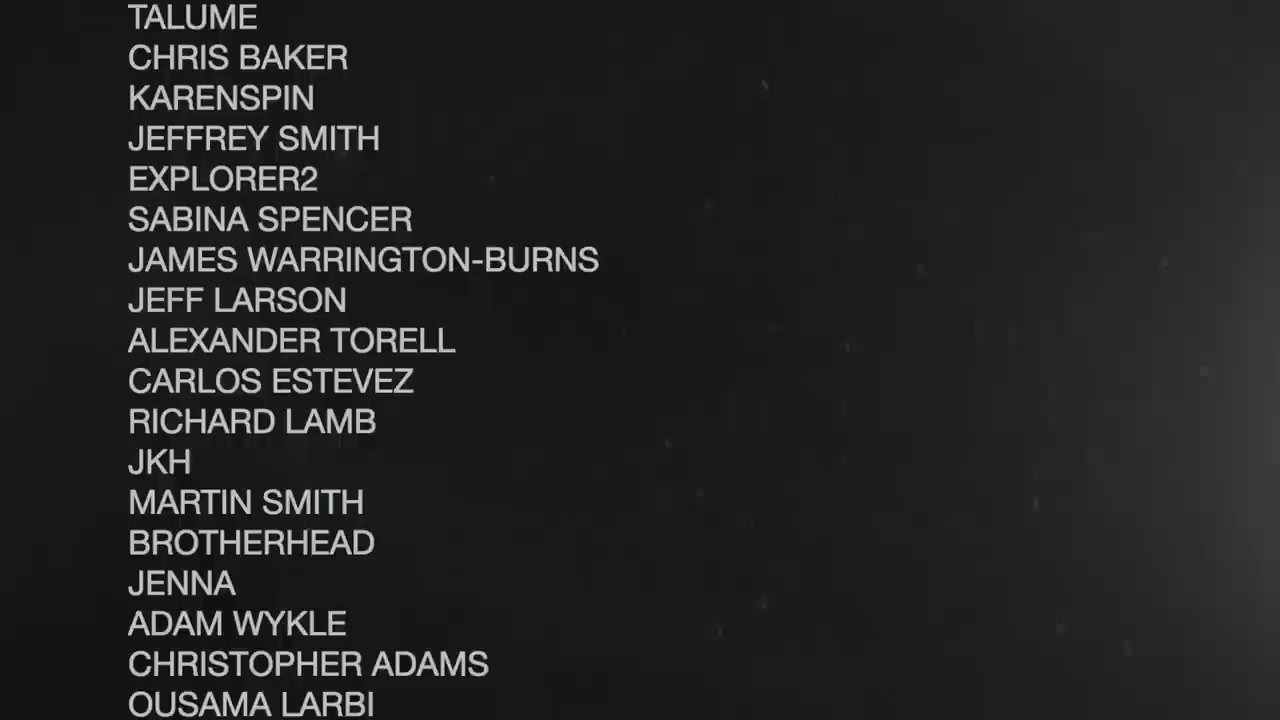 TALUME
CHRIS BAKER
KARENSPIN
JEFFREY SMITH
EXPLORER2
SABINA SPENCER
JAMES WARRINGTON-BURNS
JEFF LARSON
ALEXANDER TORELL
CARLOS ESTEVEZ
RICHARD LAMB
JKH
MARTIN SMITH
BROTHERHEAD
JENNA
ADAM WYKLE
CHRISTOPHER ADAMS
OUSAMA LARBI